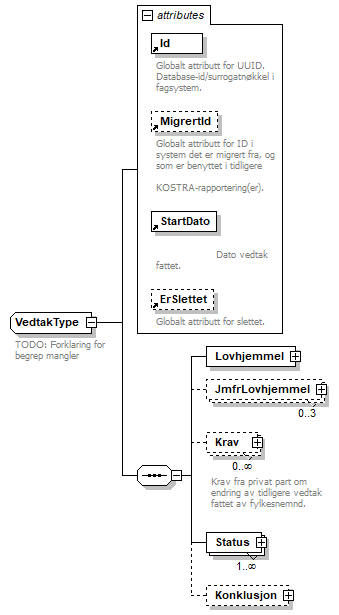 attributes
Id
Globalt attributt for UUID.
Database-id/surrogatnøkkel i
fagsystem.
MigrertId
Globalt attributt for ID i
system det er migrert fra, og
som er benyttet i tidligere
KOSTRA-rapportering(er).
StartDato
Dato vedtak
fattet.
ErSlettet
Globalt attributt for slettet.
VedtakType
TODO: Forklaring for
begrep mangler
Lovhjemmel
JmfrLovhjemmel
0..3
Krav
0..∞
Krav fra privat part om
endring av tidligere vedtak
fattet av fylkesnemnd.
Status
1..∞
Konklusjon